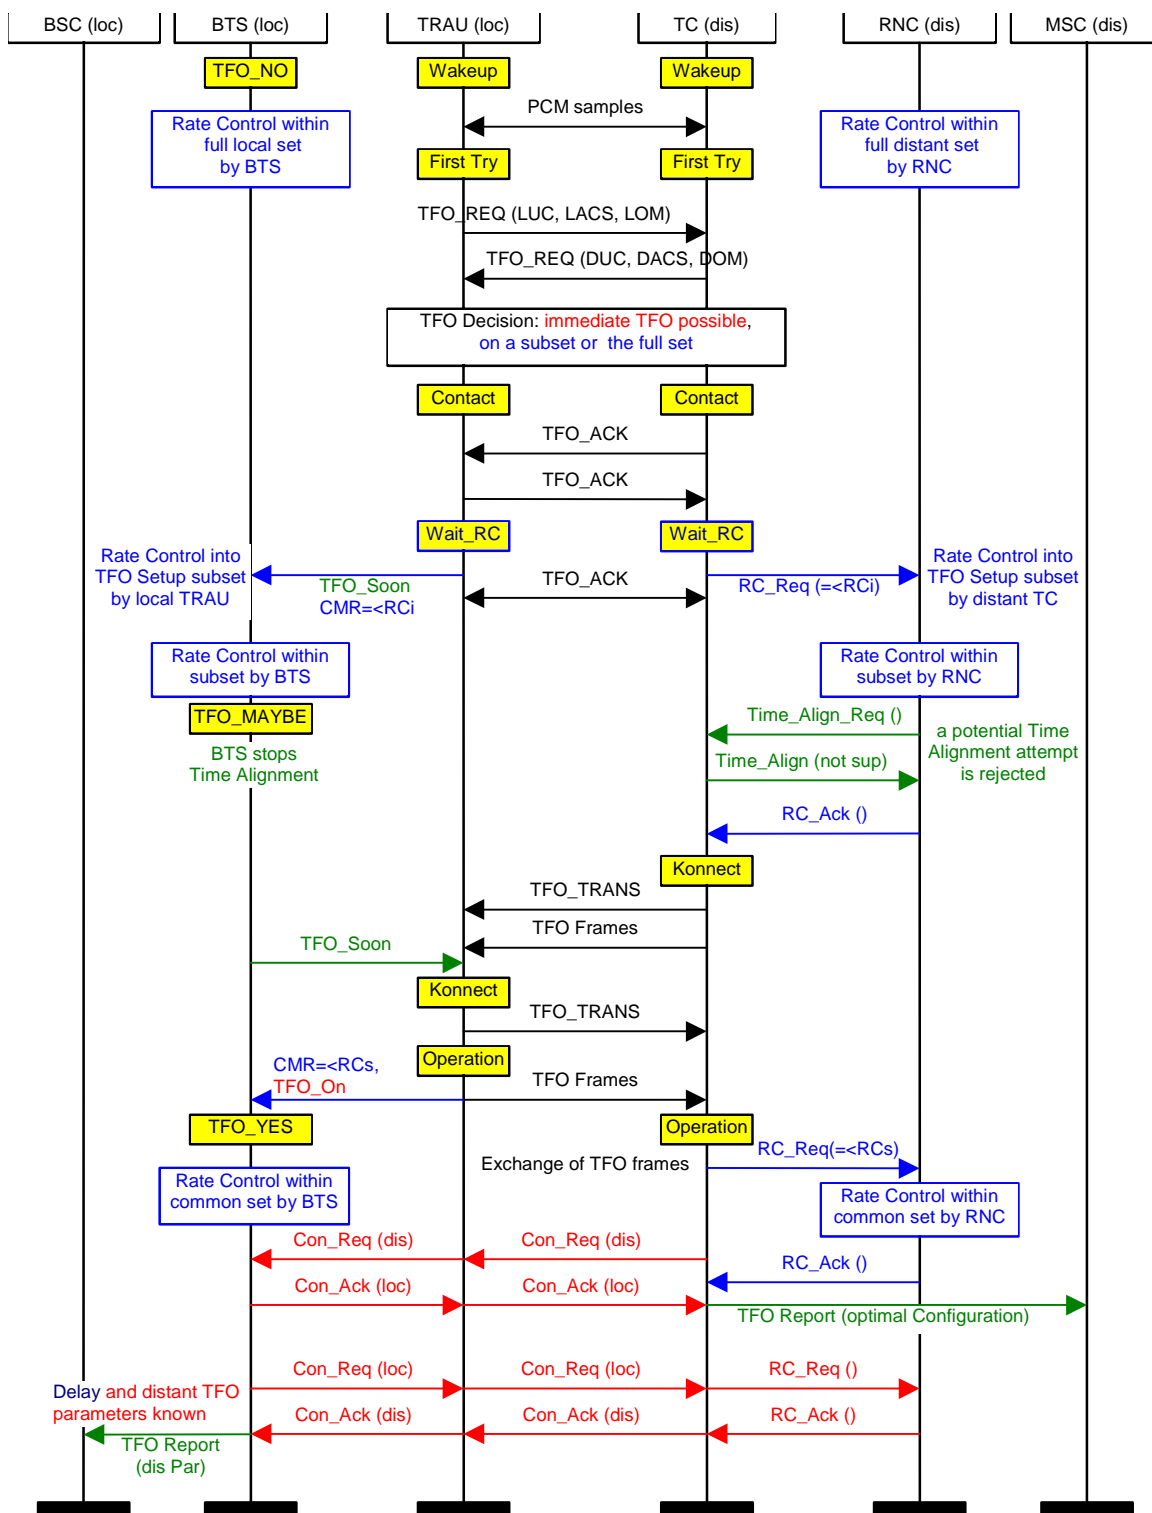 BSC (loc)
BTS (loc)
TRAU (loc)
TC (dis)
RNC (dis)
MSC (dis)
TFO_NO
Wakeup
Wakeup
PCM samples
Rate Control within
full local set
by BTS
Rate Control within
full distant set
by RNC
First Try
First Try
TFO_REQ (LUC, LACS, LOM)
TFO_REQ (DUC, DACS, DOM)
TFO Decision: immediate TFO possible,
on a subset or the full set
Contact
Contact
TFO_ACK
TFO_ACK
Wait_RC
Wait_RC
Rate Control into
TFO Setup subset
by local TRAU
TFO_Soon
CMR=<RCi
TFO_ACK
RC_Req (=<RCi)
Rate Control into
TFO Setup subset
by distant TC
Rate Control within
subset by BTS
Rate Control within
subset by RNC
TFO_MAYBE
BTS stops
Time Alignment
Time_Align_Req ()
Time_Align (not sup)
a potential Time
Alignment attempt
is rejected
RC_Ack ()
Konnect
TFO_TRANS
TFO Frames
TFO_Soon
Konnect
TFO_TRANS
Operation
CMR=<RCs,
TFO_On
TFO Frames
TFO_YES
Operation
Exchange of TFO frames
RC_Req(=<RCs)
Rate Control within
common set by BTS
Rate Control within
common set by RNC
Con_Req (dis)
Con_Req (dis)
RC_Ack ()
Con_Ack (loc)
Con_Ack (loc)
TFO Report (optimal Configuration)
Con_Req (loc)
Con_Req (loc)
RC_Req ()
Delay and distant TFO
parameters known
Con_Ack (dis)
Con_Ack (dis)
RC_Ack ()
TFO Report
(dis Par)